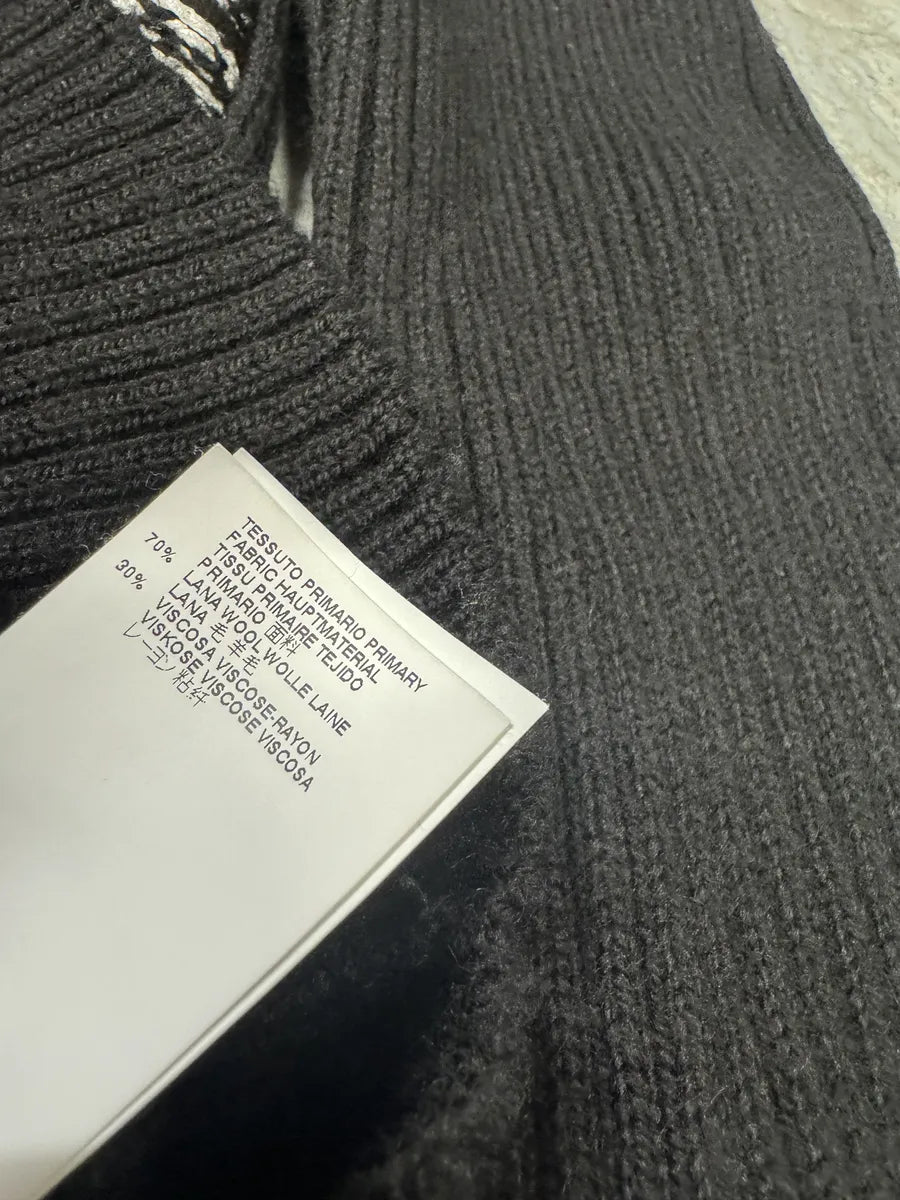 TESSUTO PRIMARIO PRIMARY
FABRIC HAUPTMATERIAL
TISSU PRIMAIRE TEJIDO
PRIMARIO 面料
70% LANA WOOL WOLLE LAINE
LANA 毛 羊毛
30% VISCOSA VISCOSE-RAYON
VISKOSE VISCOSE VISCOSA
レーヨン 粘纤